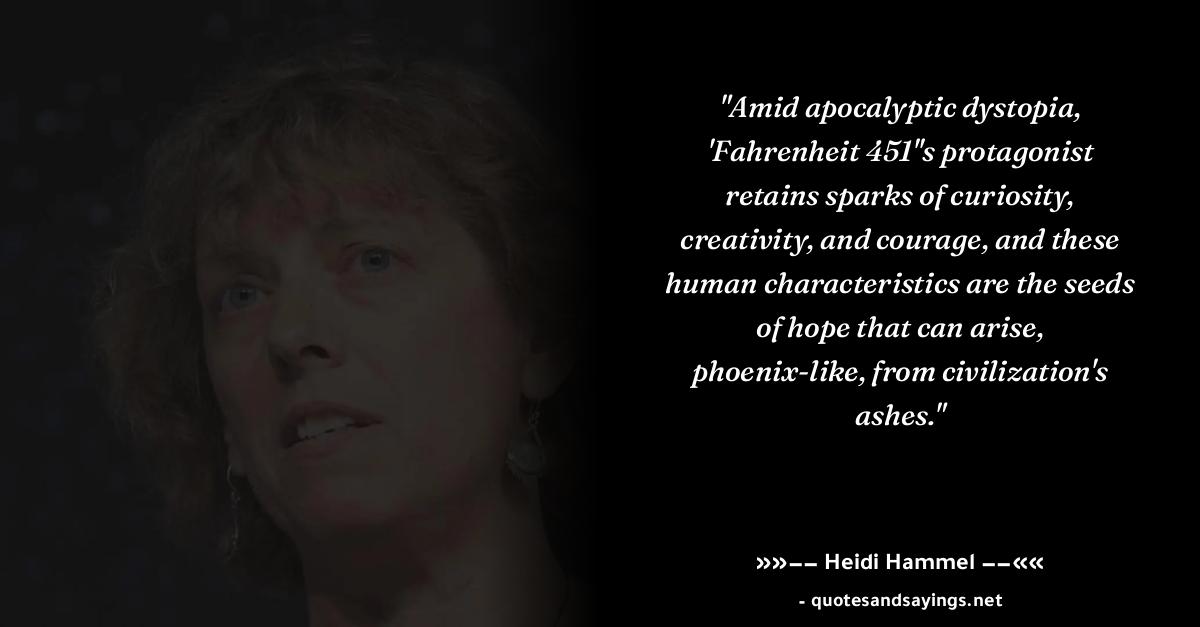 "Amid apocalyptic dystopia,
'Fahrenheit 451"s protagonist
retains sparks of curiosity,
creativity, and courage, and these
human characteristics are the seeds
of hope that can arise,
phoenix-like, from civilization's
ashes."
»»−− Heidi Hammel −−««
- quotesandsayings.net